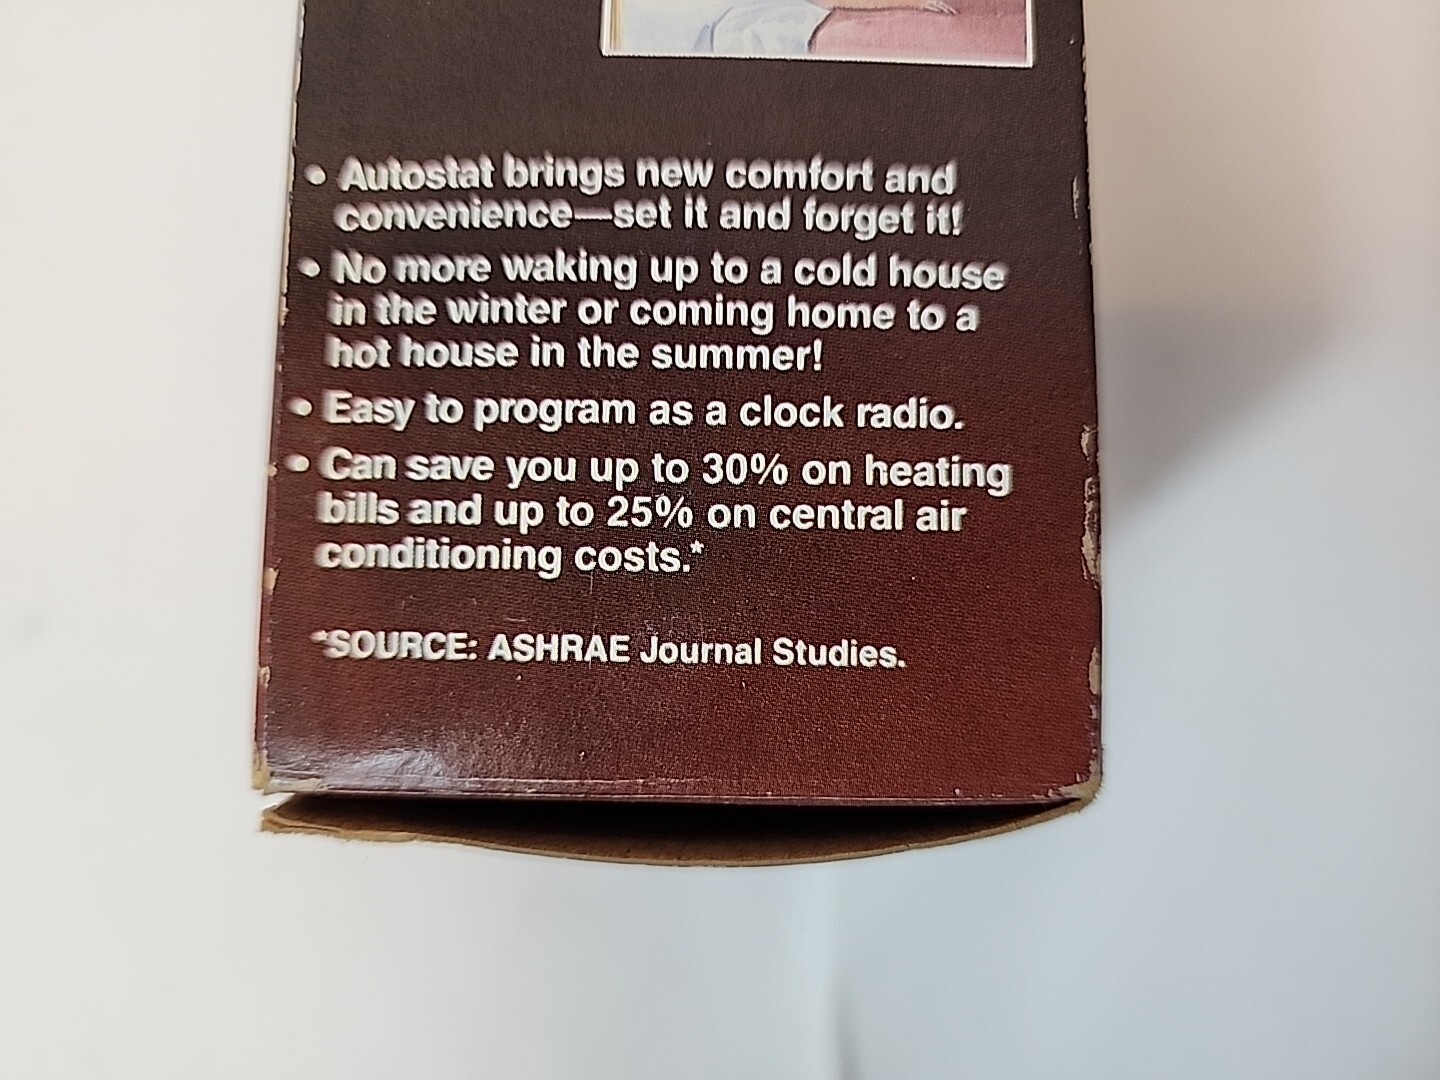 • Autostat brings new comfort and
convenience—set it and forget it!
• No more waking up to a cold house
in the winter or coming home to a
hot house in the summer!
• Easy to program as a clock radio.
• Can save you up to 30% on heating
bills and up to 25% on central air
conditioning costs.*
*SOURCE: ASHRAE Journal Studies.